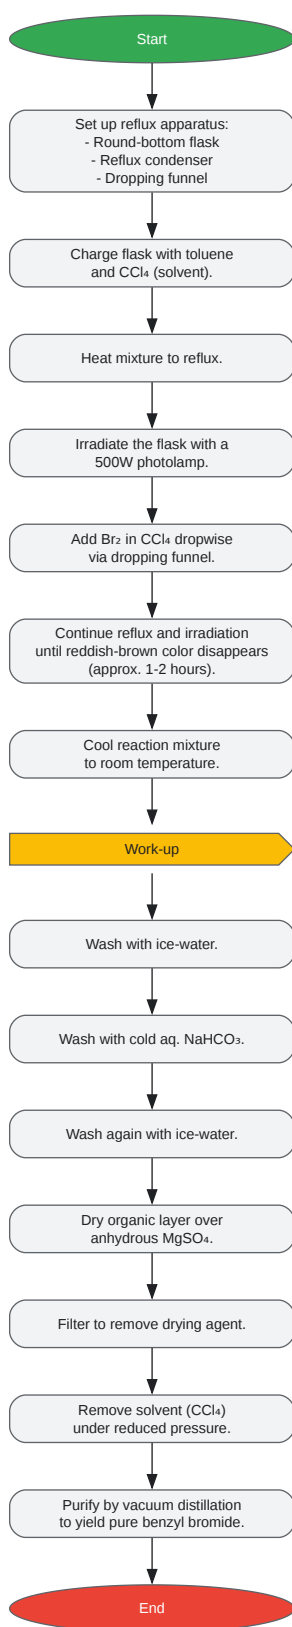 Start
Set up reflux apparatus:
- Round-bottom flask
- Reflux condenser
- Dropping funnel
Charge flask with toluene
and CCl₄ (solvent).
Heat mixture to reflux.
Irradiate the flask with a
500W photolamp.
Add Br₂ in CCl₄ dropwise
via dropping funnel.
Continue reflux and irradiation
until reddish-brown color disappears
(approx. 1-2 hours).
Cool reaction mixture
to room temperature.
Work-up
Wash with ice-water.
Wash with cold aq. NaHCO₃.
Wash again with ice-water.
Dry organic layer over
anhydrous MgSO₄.
Filter to remove drying agent.
Remove solvent (CCl₄)
under reduced pressure.
Purify by vacuum distillation
to yield pure benzyl bromide.
End